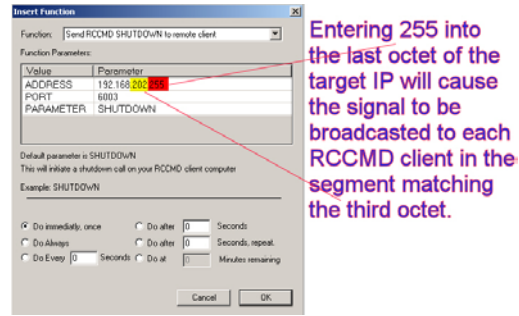 Insert Function
Function: Send RCCMD SHUTDOWN to remote client
Function Parameters:
Value Parameter
ADDRESS 192.168.202.255
PORT 6003
PARAMETER SHUTDOWN
Default parameter is SHUTDOWN
This will initiate a shutdown call on your RCCMD client computer
Example: SHUTDOWN
Do immediatly, once Do after 0 Seconds
Do Always Do after 0 Seconds, repeat.
Do Every 0 Seconds Do at 0 Minutes remaining
Cancel OK
Entering 255 into
the last octet of the
target IP will cause
the signal to be
broadcasted to each
RCCMD client in the
segment matching
the third octet.